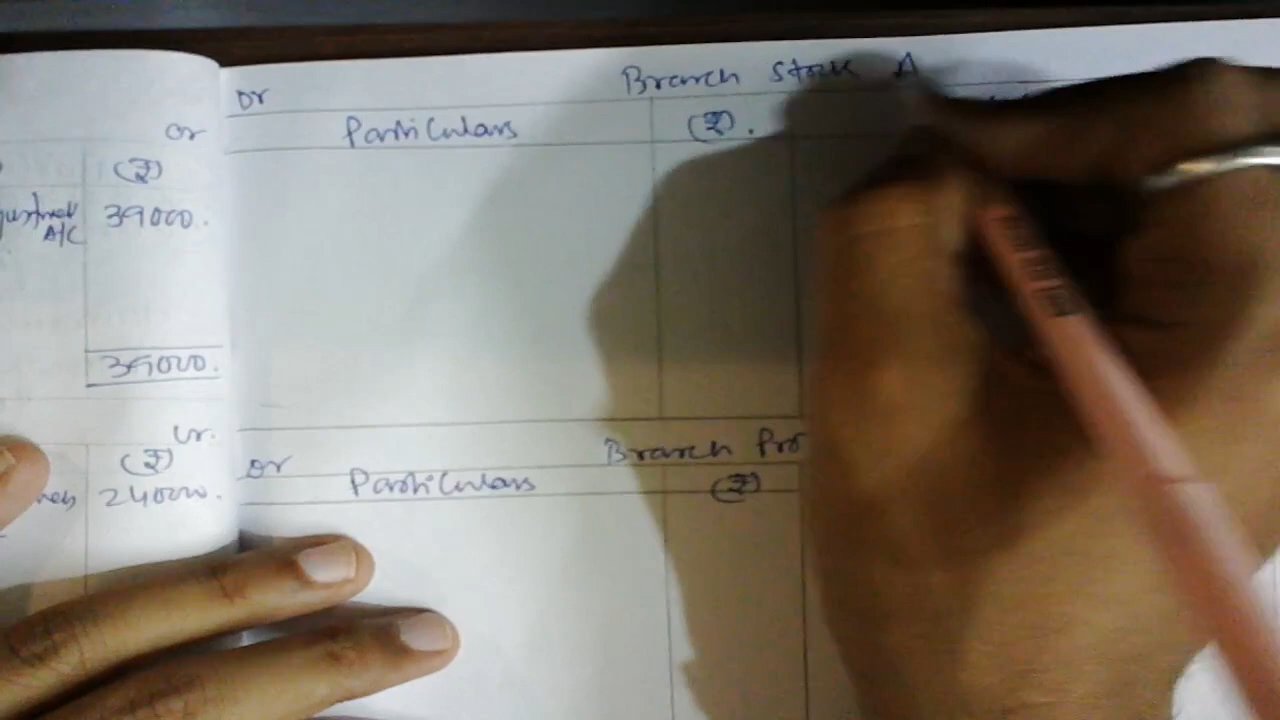 Dr
Branch Stock A
Particulars
(₹).
Cr
(₹)
A/C
39000.
39000.
Cr.
(₹)
24000.
Dr
Branch Pro
Particulars
(₹)